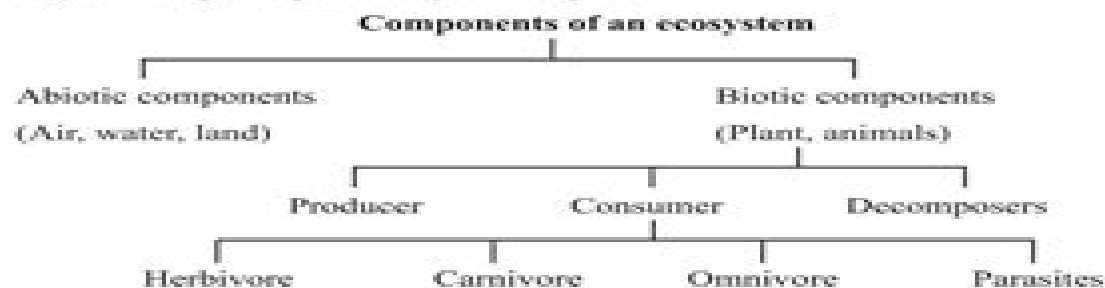 Components of an ecosystem
Abiotic components
(Air, water, land)
Biotic components
(Plant, animals)
Producer Consumer Decomposers
Herbivore Carnivore Omnivore Parasites